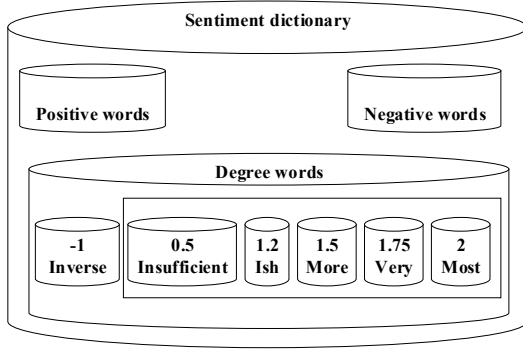 Sentiment dictionary
Positive words
Negative words
Degree words
-1
Inverse
0.5
Insufficient
1.2
Ish
1.5
More
1.75
Very
2
Most